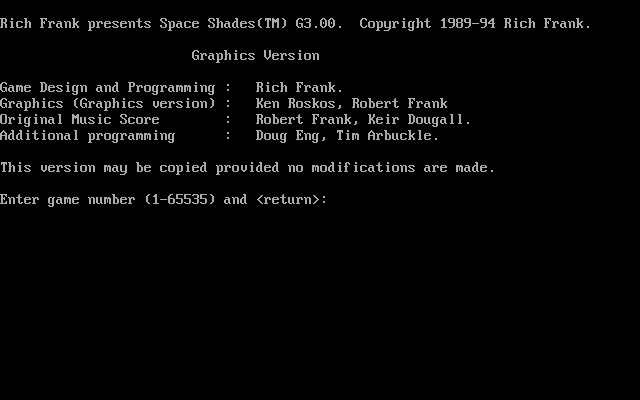 Rich Frank presents Space Shades(TM) G3.00.  Copyright 1989-94 Rich Frank.
Graphics Version
Game Design and Programming :   Rich Frank.
Graphics (Graphics version) :   Ken Roskos, Robert Frank
Original Music Score        :   Robert Frank, Keir Dougall.
Additional programming      :   Doug Eng, Tim Arbuckle.
This version may be copied provided no modifications are made.
Enter game number (1-65535) and <return>: